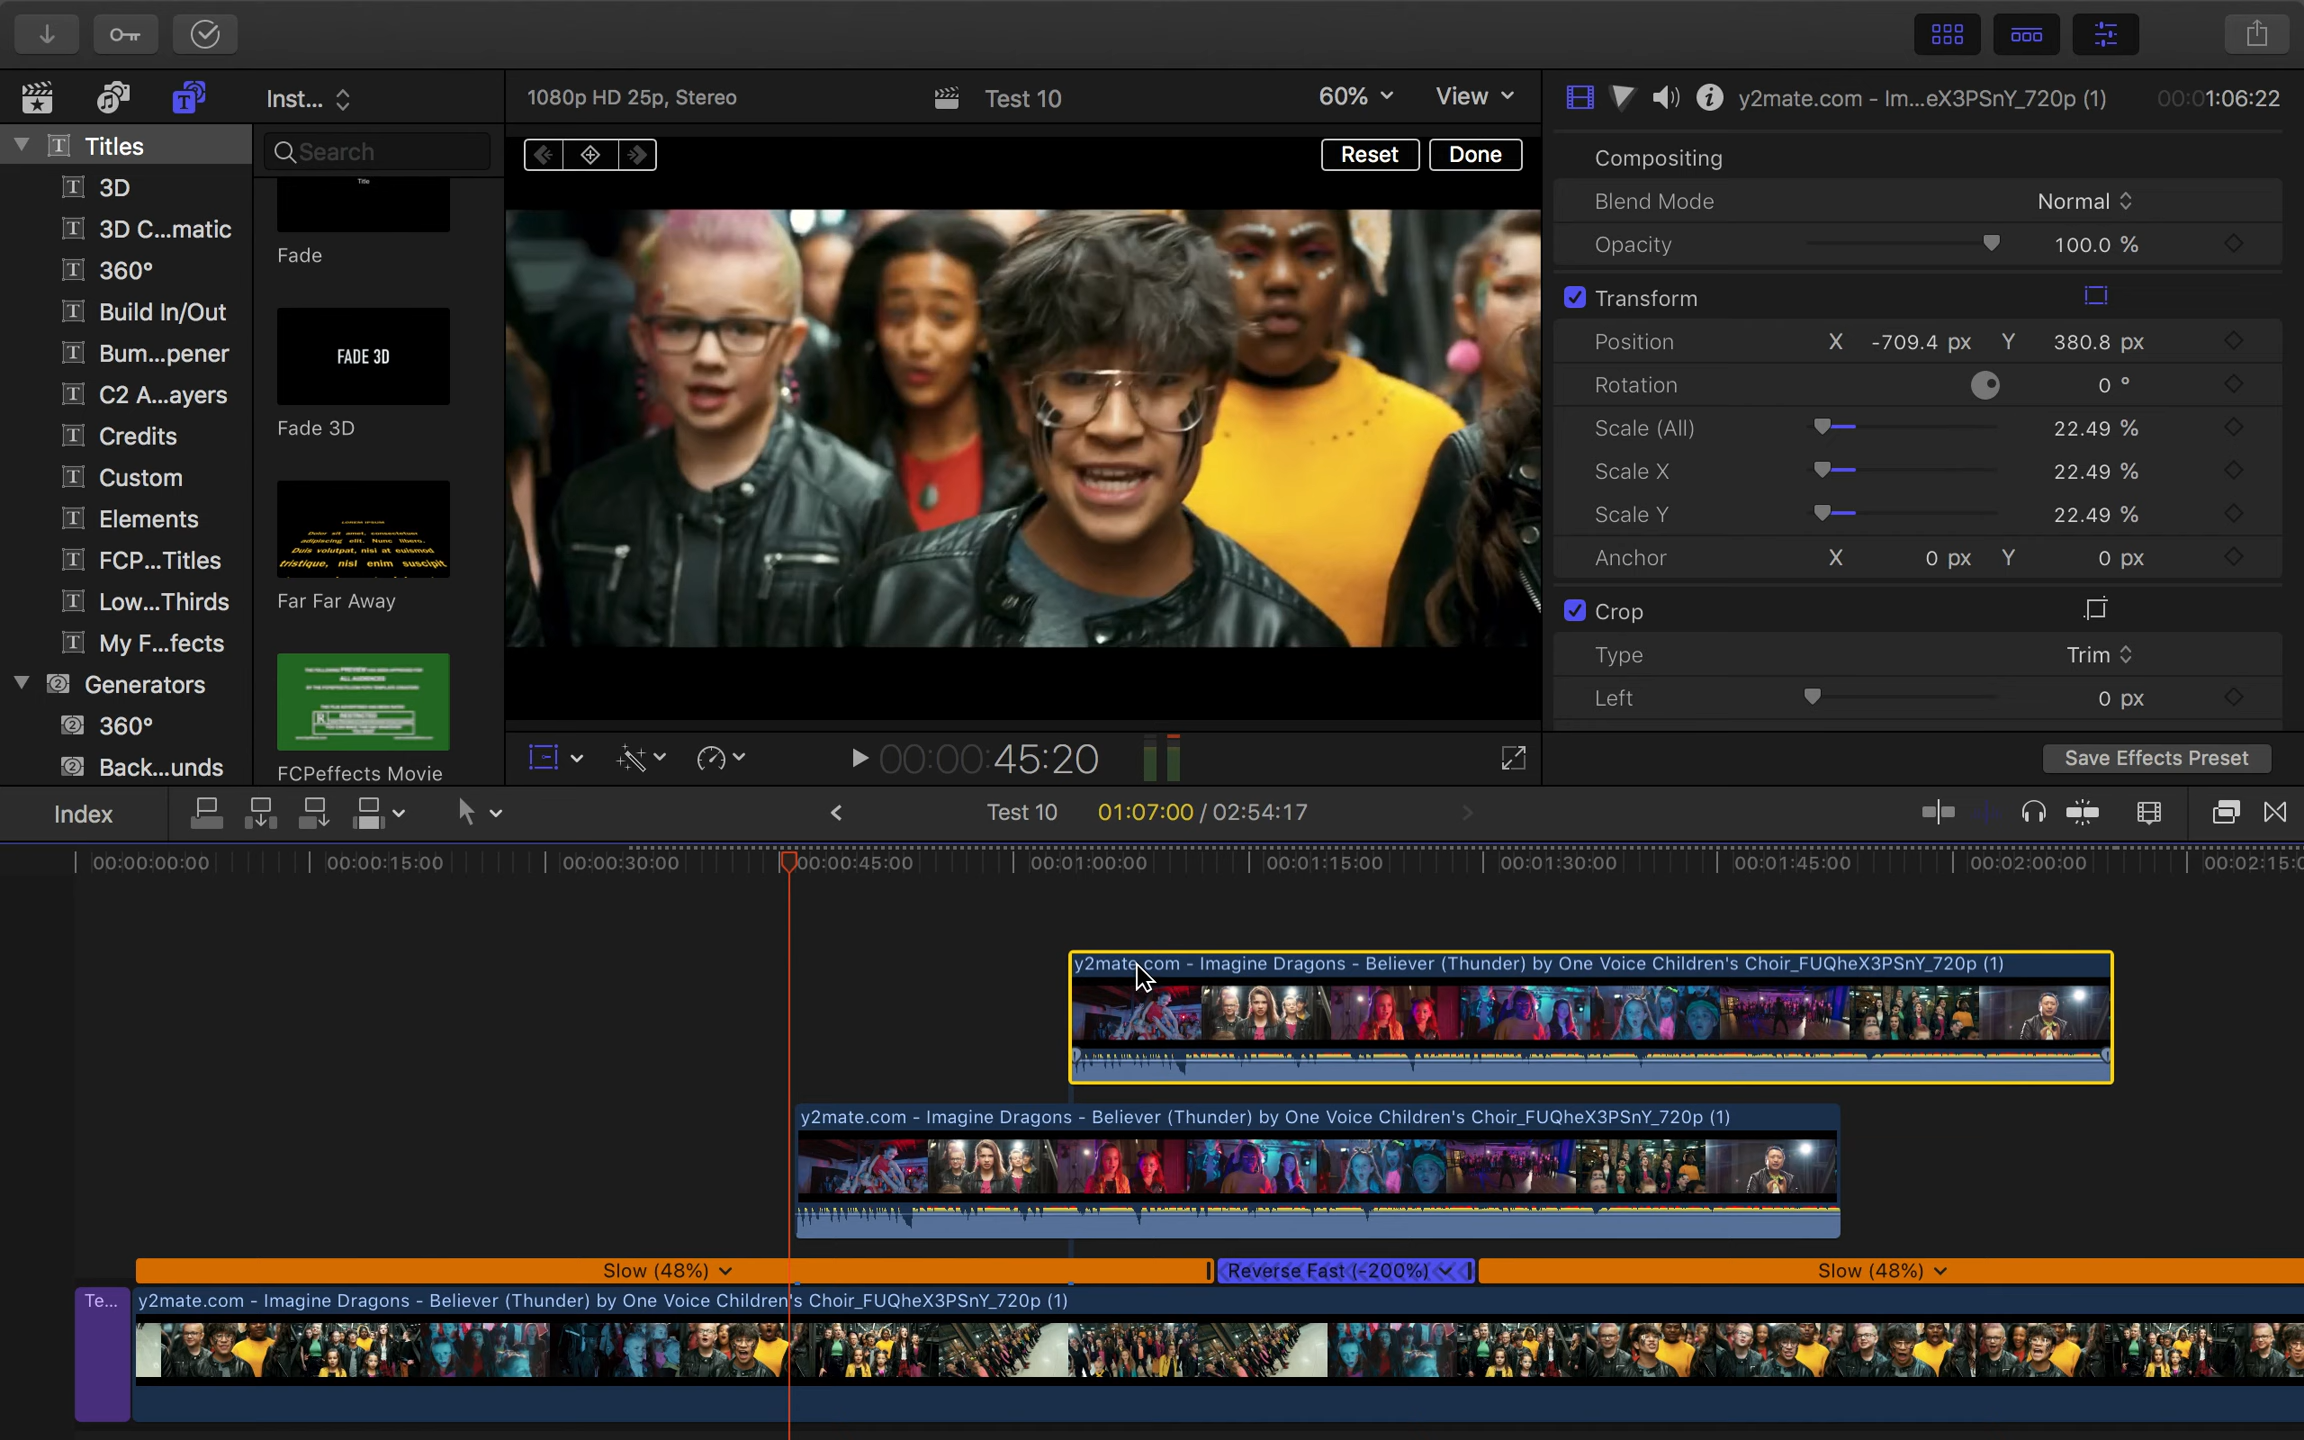 Inst...
1080p HD 25p, Stereo
Test 10
60%
View
y2mate.com - Im...eX3PSnY_720p (1)
00:01:06:22
Titles
3D
3D C...matic
360°
Build In/Out
Bum...pener
C2 A...ayers
Credits
Custom
Elements
FCP...Titles
Low...Thirds
My F...fects
Generators
360°
Back...unds
Search
Title
Fade
FADE 3D
Fade 3D
Far Far Away
FCPeffects Movie
Reset
Done
00:00:45:20
Compositing
Blend Mode Normal
Opacity 100.0 %
Transform
Position X -709.4 px Y 380.8 px
Rotation 0 °
Scale (All) 22.49 %
Scale X 22.49 %
Scale Y 22.49 %
Anchor X 0 px Y 0 px
Crop
Type Trim
Left 0 px
Save Effects Preset
Index
Test 10
01:07:00 / 02:54:17
00:00:00:00 00:00:15:00 00:00:30:00 00:00:45:00 00:01:00:00 00:01:15:00 00:01:30:00 00:01:45:00 00:02:00:00 00:02:15:0
y2mate.com - Imagine Dragons - Believer (Thunder) by One Voice Children's Choir_FUQheX3PSnY_720p (1)
y2mate.com - Imagine Dragons - Believer (Thunder) by One Voice Children's Choir_FUQheX3PSnY_720p (1)
Slow (48%) Reverse Fast (-200%) Slow (48%)
Te...
y2mate.com - Imagine Dragons - Believer (Thunder) by One Voice Children's Choir_FUQheX3PSnY_720p (1)